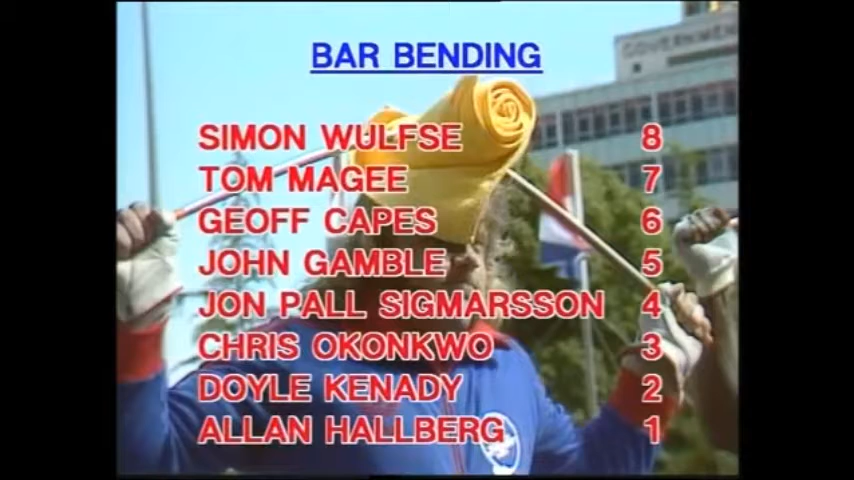 BAR BENDING
GOVERNMEN
SIMON WULFSE 8
TOM MAGEE 7
GEOFF CAPES 6
JOHN GAMBLE 5
JON PALL SIGMARSSON 4
CHRIS OKONKWO 3
DOYLE KENADY 2
ALLAN HALLBERG 1